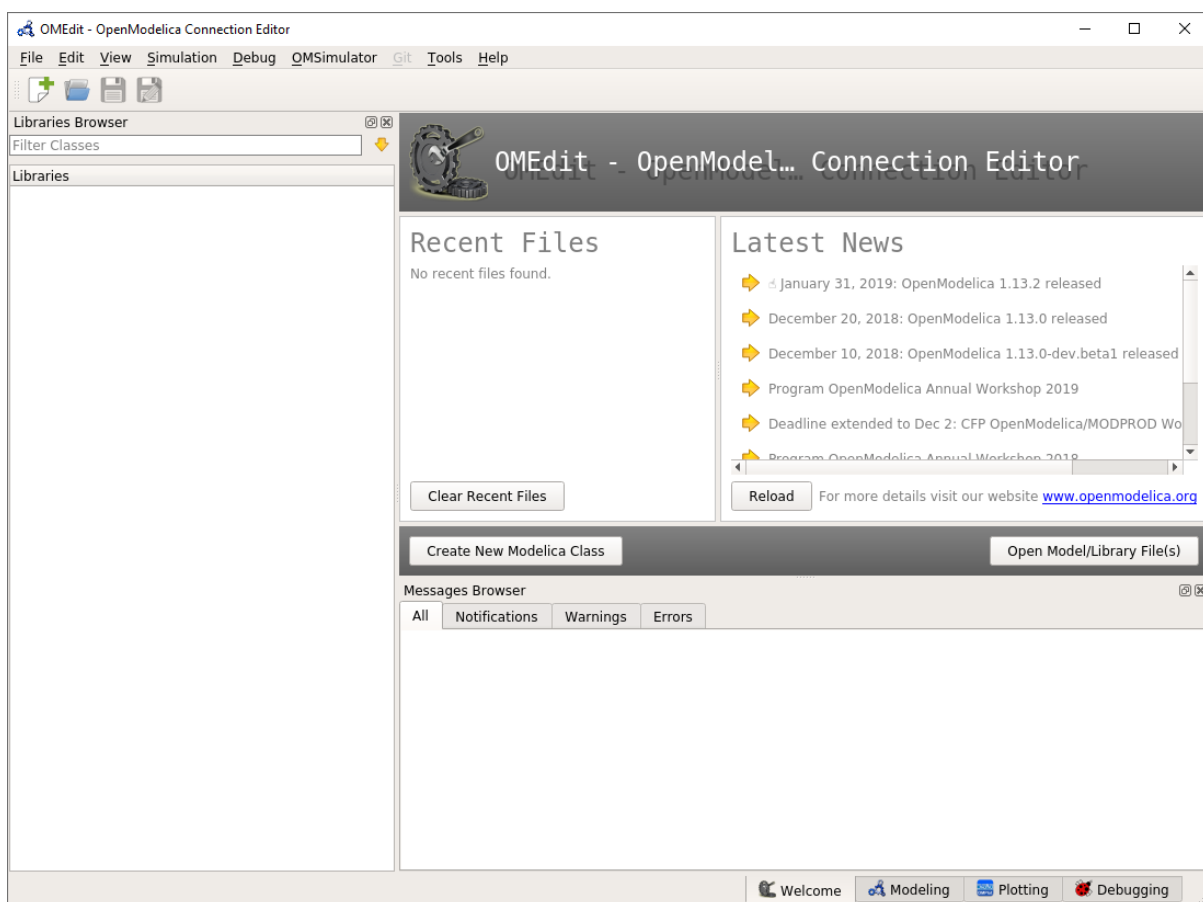 OMEdit - OpenModelica Connection Editor
File Edit View Simulation Debug OMSimulator Git Tools Help
Libraries Browser
Filter Classes
Libraries
OMEdit - OpenModel… Connection Editor
Recent Files
No recent files found.
Clear Recent Files
Latest News
January 31, 2019: OpenModelica 1.13.2 released
December 20, 2018: OpenModelica 1.13.0 released
December 10, 2018: OpenModelica 1.13.0-dev.beta1 released
Program OpenModelica Annual Workshop 2019
Deadline extended to Dec 2: CFP OpenModelica/MODPROD Wo
Program OpenModelica Annual Workshop 2018
Reload For more details visit our website www.openmodelica.org
Create New Modelica Class Open Model/Library File(s)
Messages Browser
All Notifications Warnings Errors
Welcome Modeling Plotting Debugging